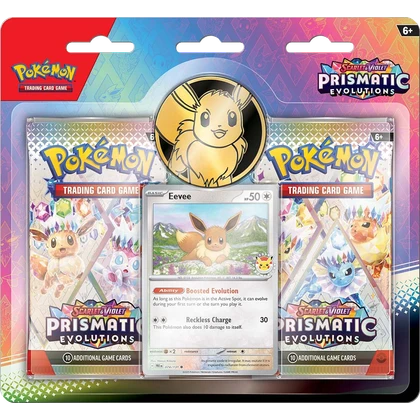 Pokémon
TRADING CARD GAME
SCARLET & VIOLET
PRISMATIC
EVOLUTIONS
6+
Pokémon
TRADING CARD GAME
SCARLET & VIOLET
PRISMATIC
EVOLUTIONS
10 ADDITIONAL GAME CARDS
BASIC
Eevee
HP50
Ability Boosted Evolution
As long as this Pokémon is in the Active Spot, it can evolve
during your first turn or the turn you play it.
Reckless Charge 30
This Pokémon also does 10 damage to itself.
6+
Pokémon
TRADING CARD GAME
SCARLET & VIOLET
PRISMATIC
EVOLUTIONS
10 ADDITIONAL GAME CARDS